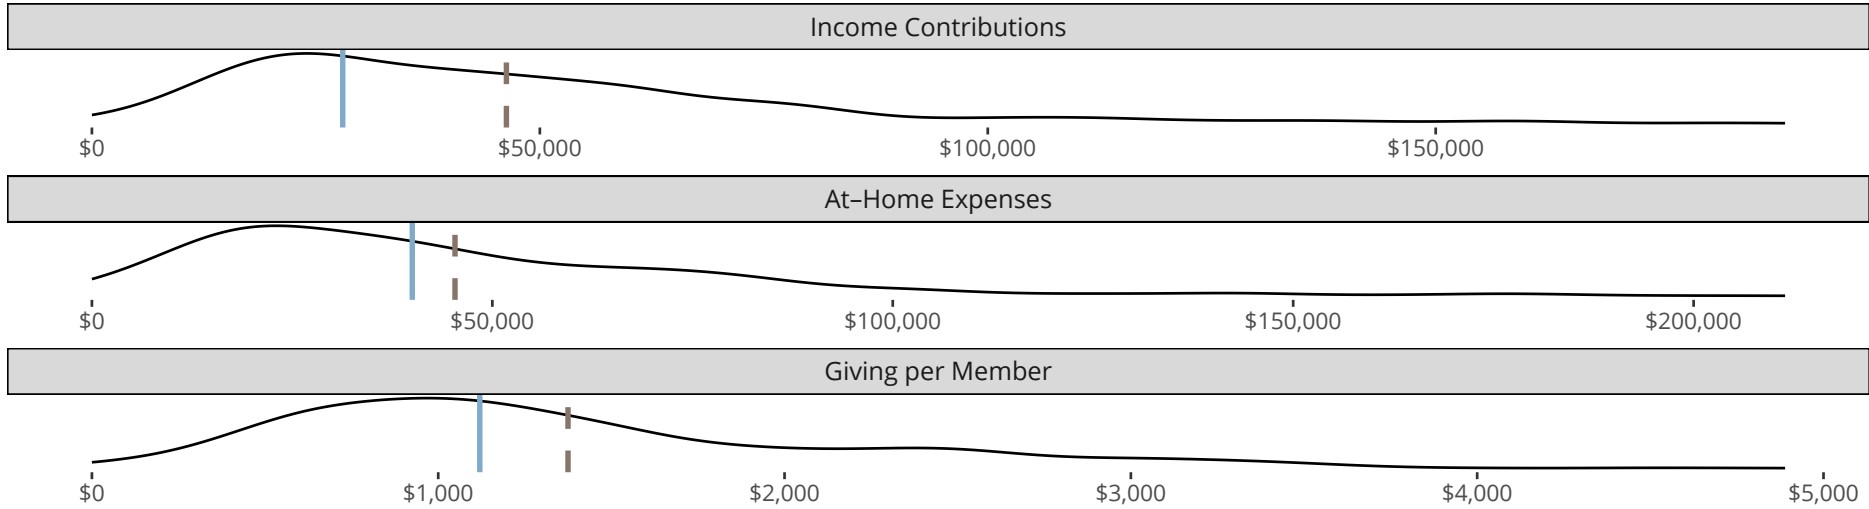 Income Contributions
$0 $50,000 $100,000 $150,000
At–Home Expenses
$0 $50,000 $100,000 $150,000 $200,000
Giving per Member
$0 $1,000 $2,000 $3,000 $4,000 $5,000